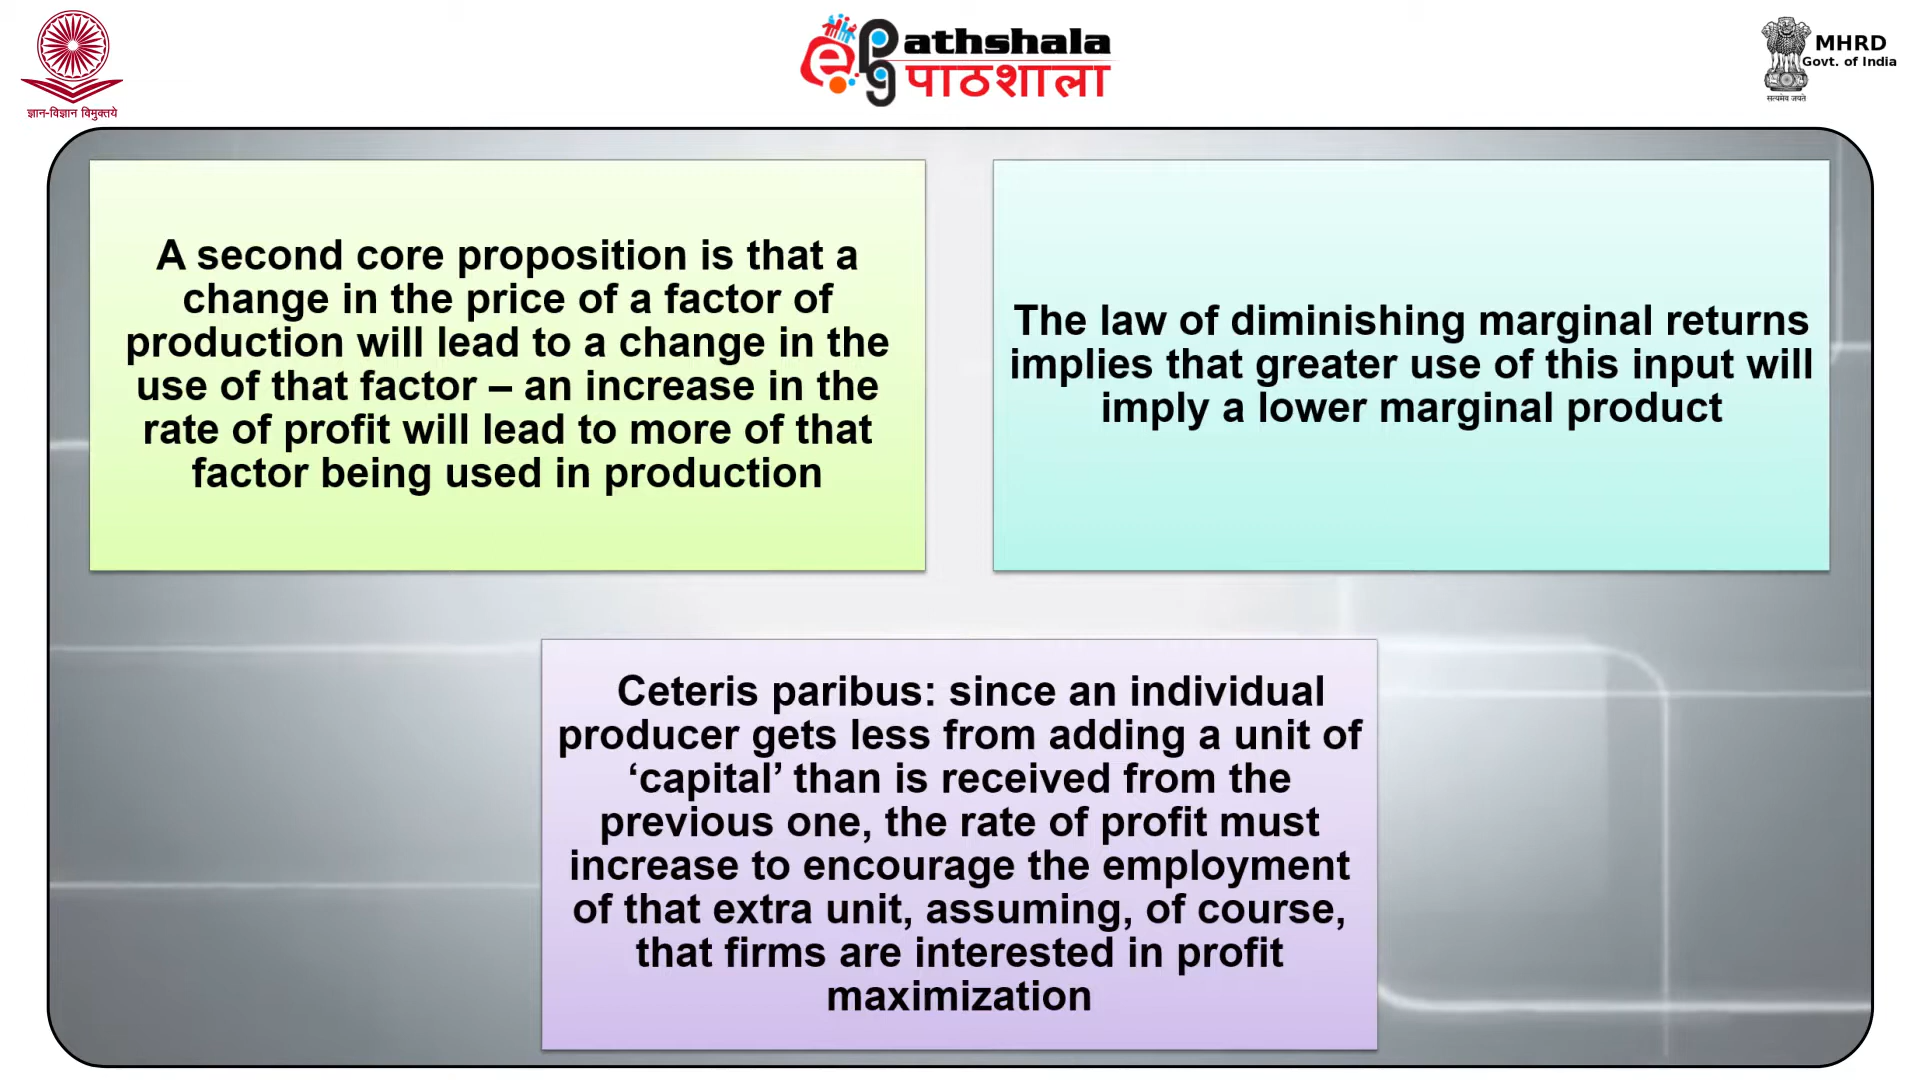 ज्ञान-विज्ञान विमुक्तये
e
pg
athshala
पाठशाला
MHRD
Govt. of India
सत्यमेव जयते
A second core proposition is that a
change in the price of a factor of
production will lead to a change in the
use of that factor – an increase in the
rate of profit will lead to more of that
factor being used in production
The law of diminishing marginal returns
implies that greater use of this input will
imply a lower marginal product
Ceteris paribus: since an individual
producer gets less from adding a unit of
‘capital’ than is received from the
previous one, the rate of profit must
increase to encourage the employment
of that extra unit, assuming, of course,
that firms are interested in profit
maximization